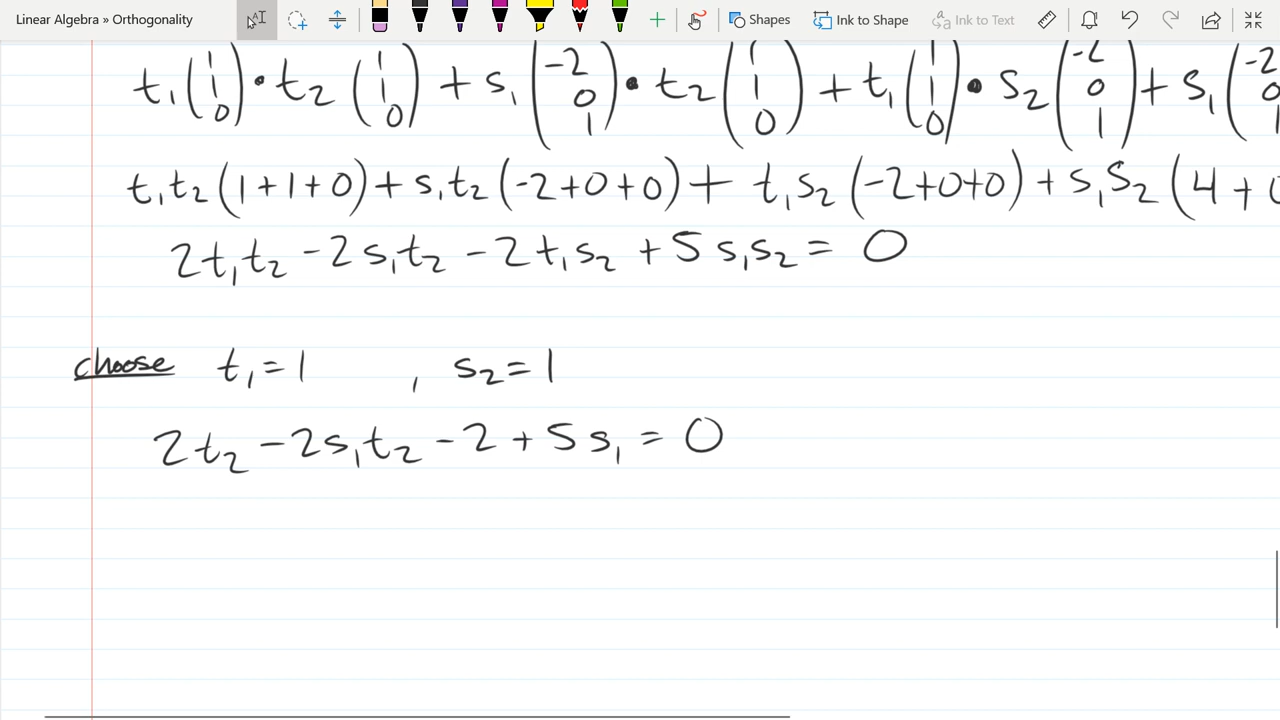 Linear Algebra » Orthogonality Shapes Ink to Shape Ink to Text
t₁(1 1 0)•t₂(1 1 0)+s₁(-2 0 1)•t₂(1 1 0)+t₁(1 1 0)•s₂(-2 0 1)+s₁(-2 0 1
t₁t₂(1+1+0)+s₁t₂(-2+0+0)+t₁s₂(-2+0+0)+s₁s₂(4+0
2t₁t₂-2s₁t₂-2t₁s₂+5s₁s₂=0
choose t₁=1 , s₂=1
2t₂-2s₁t₂-2+5s₁=0